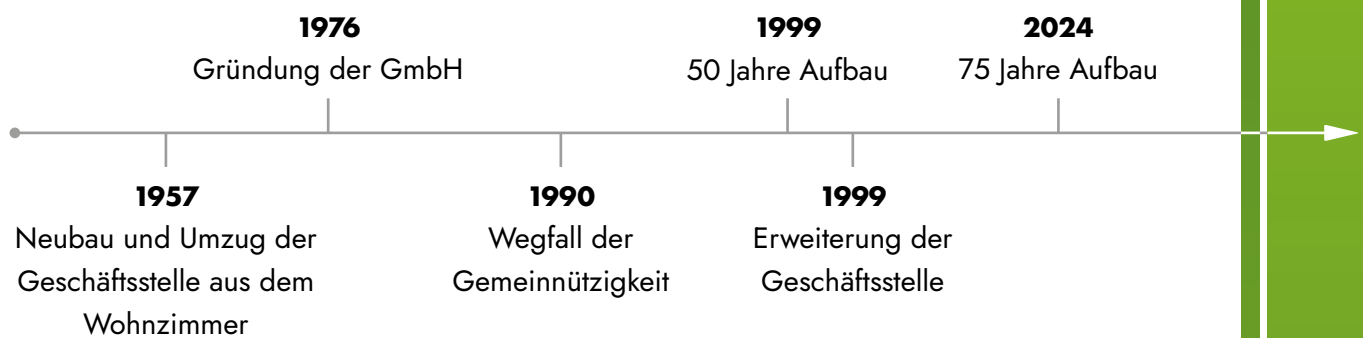 1976
Gründung der GmbH
1999
50 Jahre Aufbau
2024
75 Jahre Aufbau
1957
Neubau und Umzug der
Geschäftsstelle aus dem
Wohnzimmer
1990
Wegfall der
Gemeinnützigkeit
1999
Erweiterung der
Geschäftsstelle